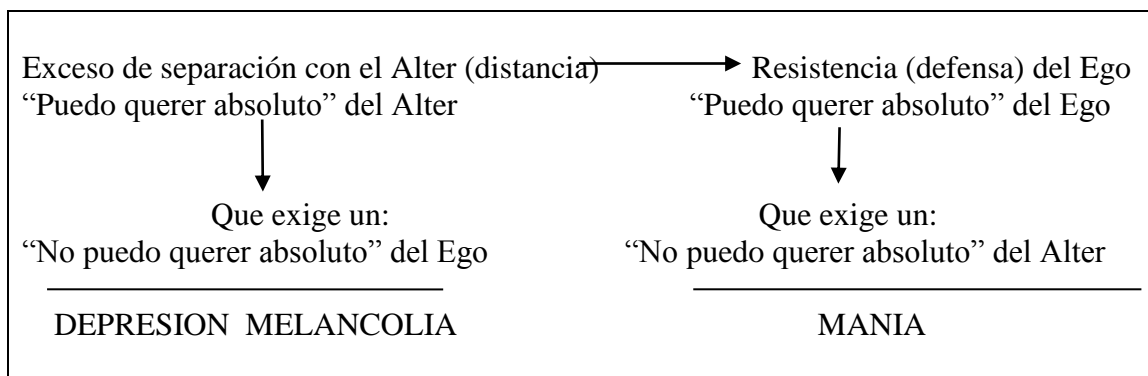 Exceso de separación con el Alter (distancia) Resistencia (defensa) del Ego
“Puedo querer absoluto” del Alter “Puedo querer absoluto” del Ego
Que exige un: Que exige un:
“No puedo querer absoluto” del Ego “No puedo querer absoluto” del Alter
DEPRESION MELANCOLIA MANIA